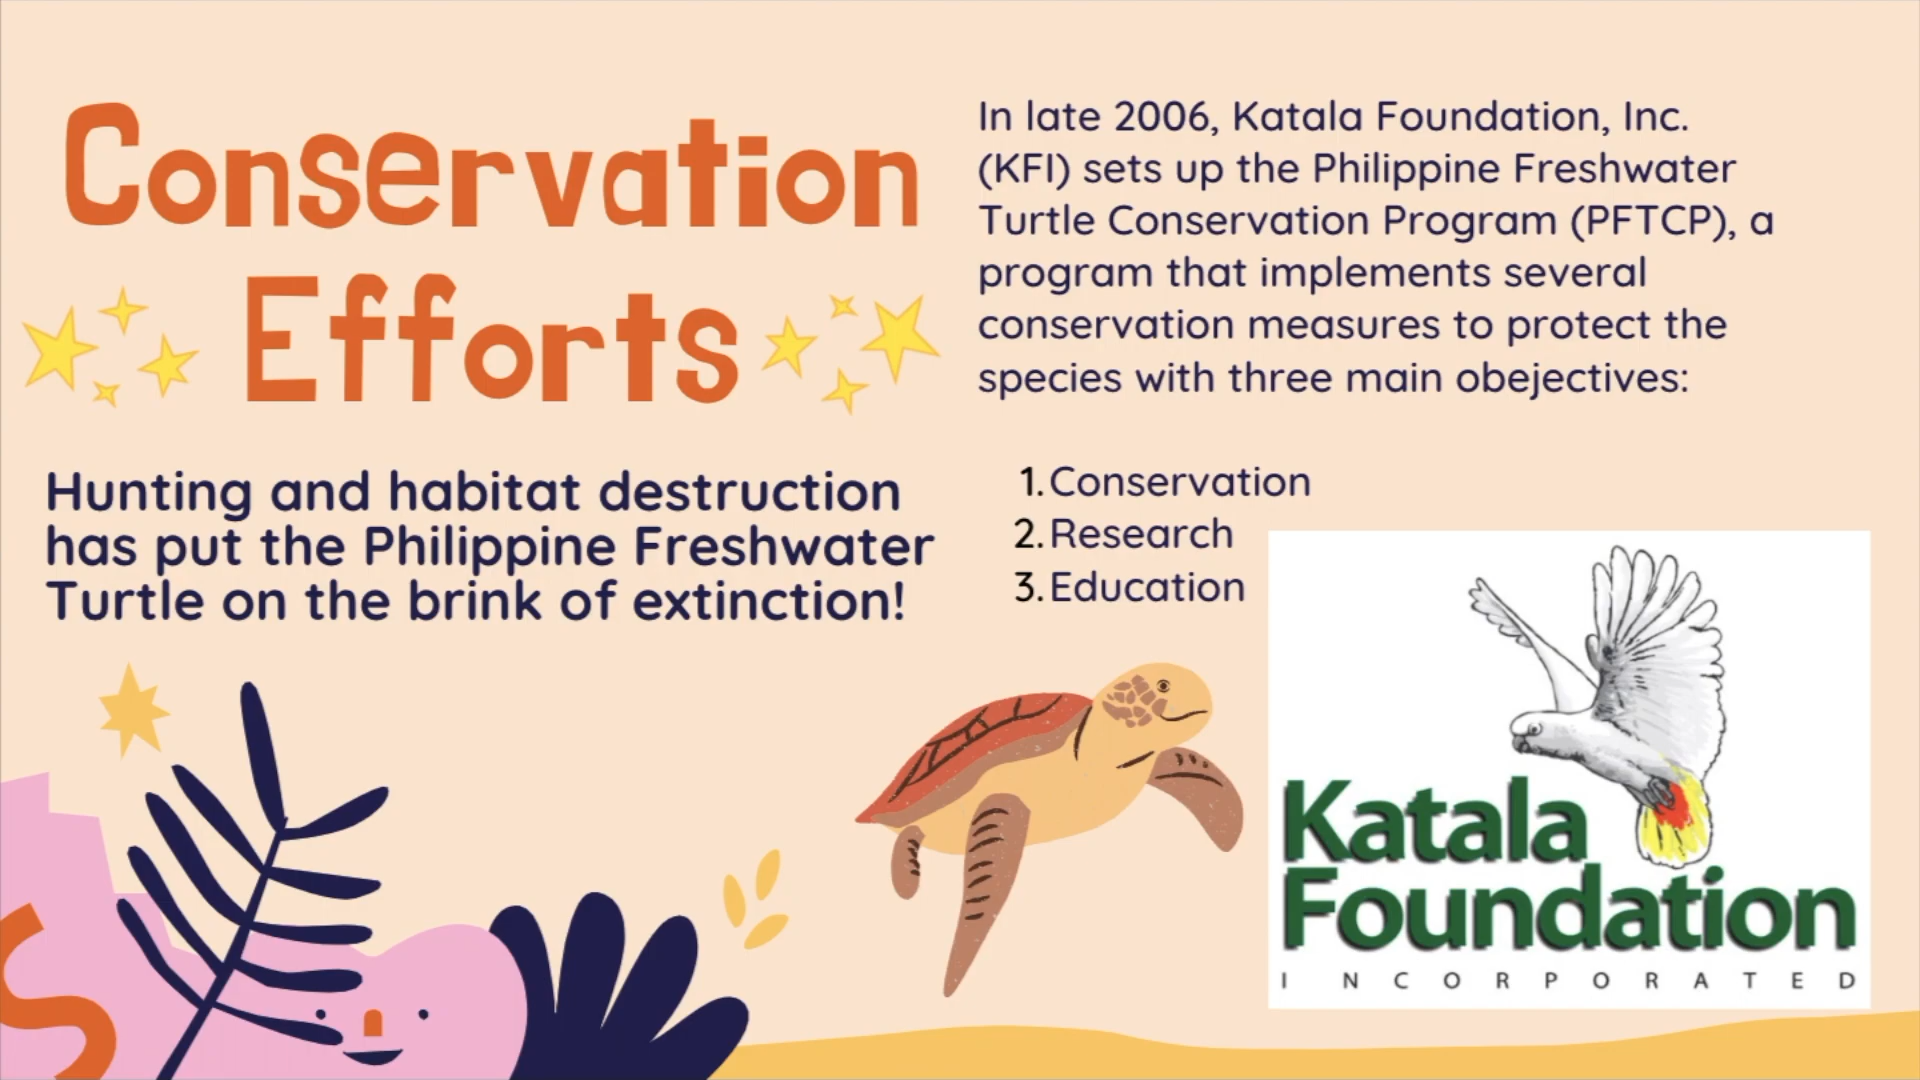 Conservation
Efforts
Hunting and habitat destruction
has put the Philippine Freshwater
Turtle on the brink of extinction!
In late 2006, Katala Foundation, Inc.
(KFI) sets up the Philippine Freshwater
Turtle Conservation Program (PFTCP), a
program that implements several
conservation measures to protect the
species with three main obejectives:
1. Conservation
2. Research
3. Education
Katala
Foundation
INCORPORATED